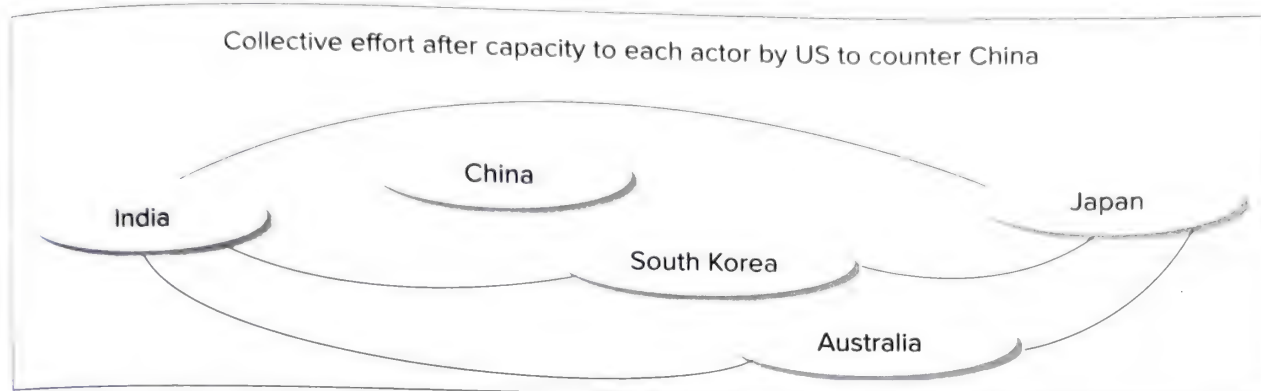 Collective effort after capacity to each actor by US to counter China
China
India
Japan
South Korea
Australia